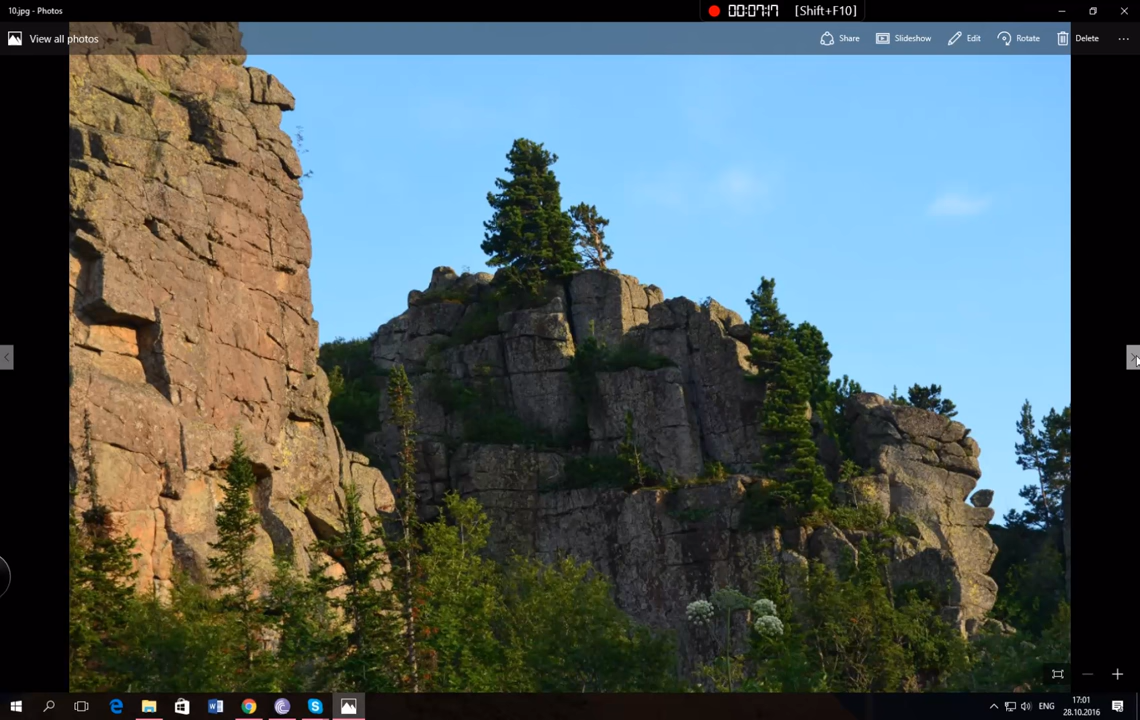 10.jpg - Photos
00:07:17 [Shift+F10]
View all photos
Share
Slideshow
Edit
Rotate
Delete
ENG
17:01
28.10.2016